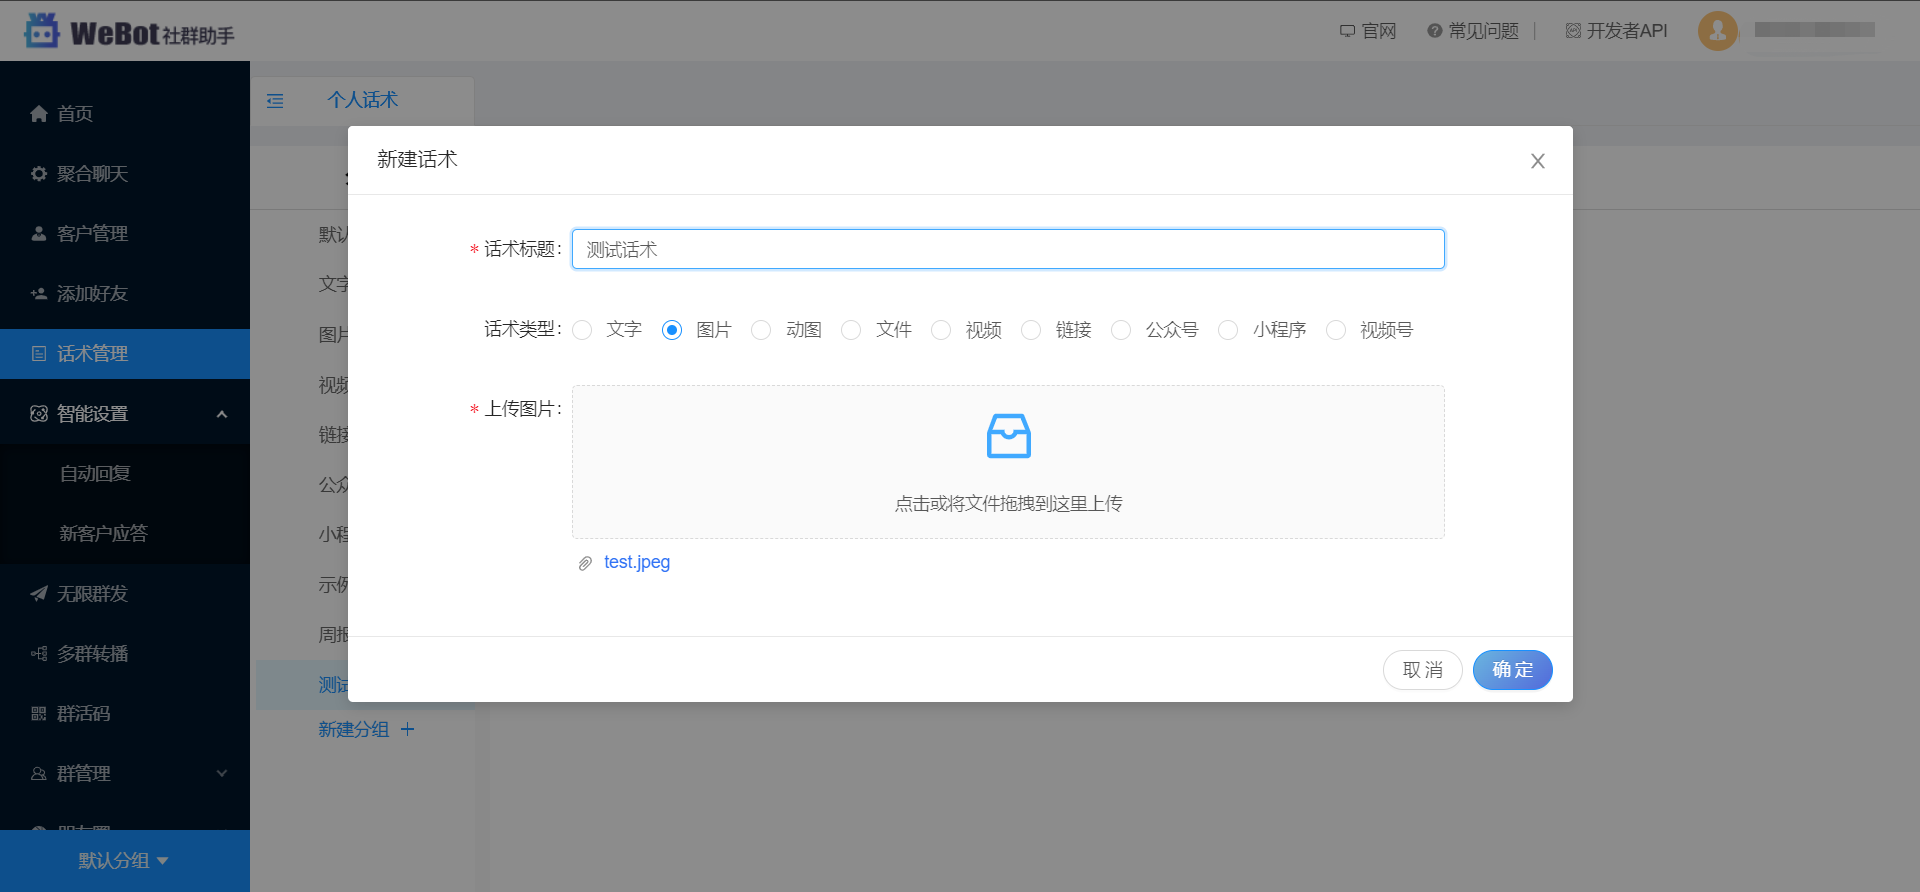 WeBot社群助手
官网
常见问题
开发者API
首页
聚合聊天
客户管理
添加好友
话术管理
智能设置
自动回复
新客户应答
无限群发
多群转播
群活码
群管理
默认分组
个人话术
默认
文字
图片
视频
链接
公众
小程
示例
周报
测试
新建分组
新建话术
* 话术标题: 测试话术
话术类型: 文字 图片 动图 文件 视频 链接 公众号 小程序 视频号
* 上传图片:
点击或将文件拖拽到这里上传
test.jpeg
取 消
确 定